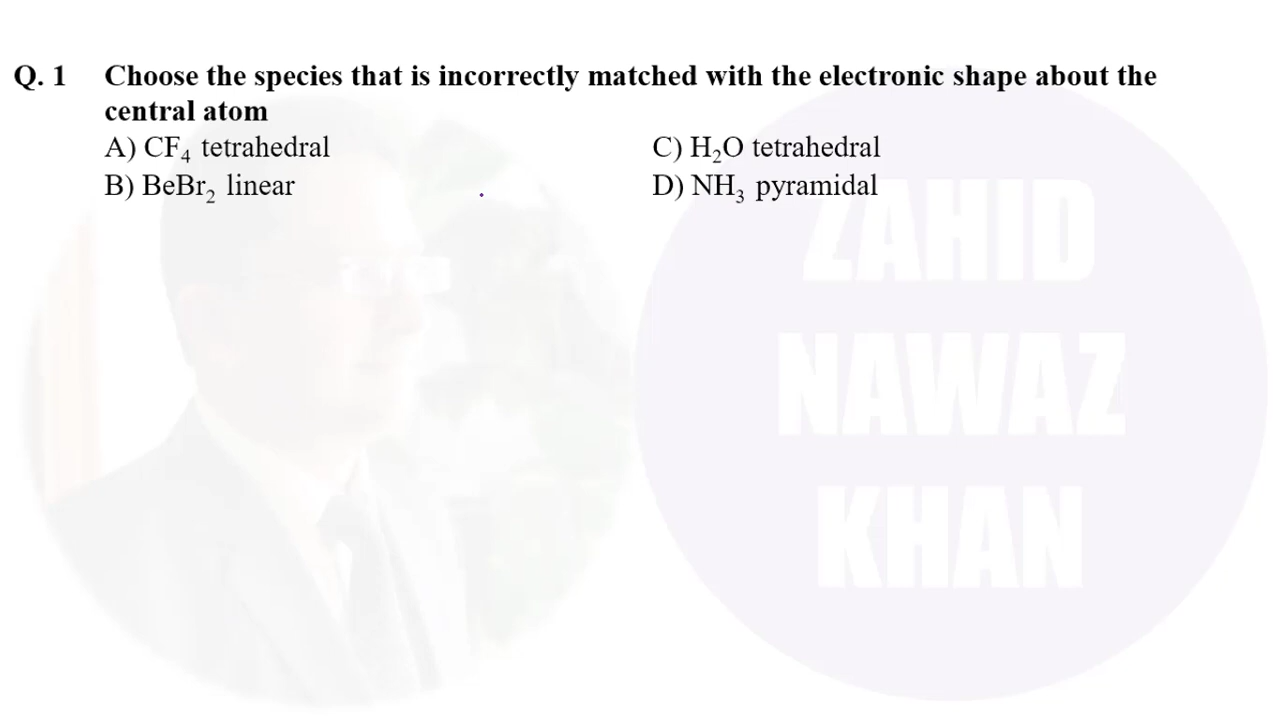 Q. 1 Choose the species that is incorrectly matched with the electronic shape about the
central atom
A) CF₄ tetrahedral C) H₂O tetrahedral
B) BeBr₂ linear D) NH₃ pyramidal
ZAHID
NAWAZ
KHAN